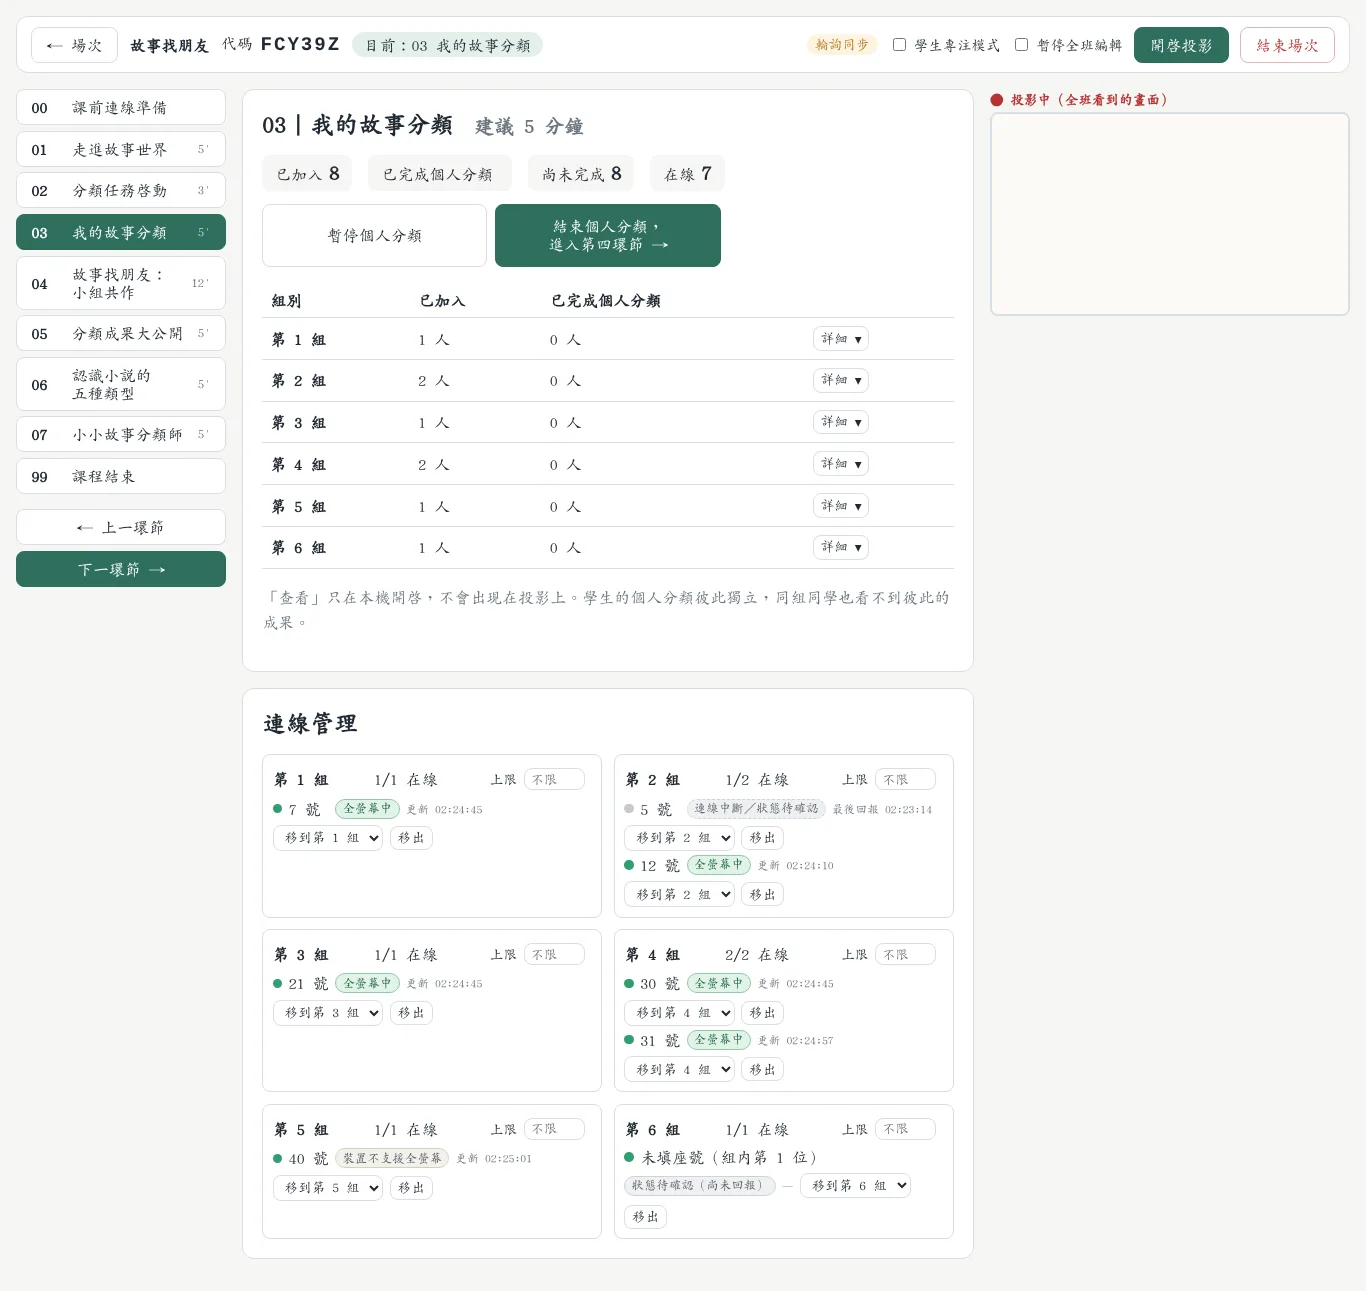 ← 場次 故事找朋友 代碼 FCY39Z 目前：03 我的故事分類 輪詢同步 學生專注模式 暫停全班編輯 開啓投影 結束場次
00 課前連線準備
01 走進故事世界 5'
02 分類任務啓動 3'
03 我的故事分類 5'
04 故事找朋友：
小組共作 12'
05 分類成果大公開 5'
06 認識小說的
五種類型 5'
07 小小故事分類師 5'
99 課程結束
← 上一環節
下一環節 →
03｜我的故事分類 建議 5 分鐘
已加入 8 已完成個人分類 尚未完成 8 在線 7
暫停個人分類
結束個人分類，
進入第四環節 →
組別 已加入 已完成個人分類
第 1 組 1 人 0 人 詳細 ▾
第 2 組 2 人 0 人 詳細 ▾
第 3 組 1 人 0 人 詳細 ▾
第 4 組 2 人 0 人 詳細 ▾
第 5 組 1 人 0 人 詳細 ▾
第 6 組 1 人 0 人 詳細 ▾
「查看」只在本機開啓，不會出現在投影上。學生的個人分類彼此獨立，同組同學也看不到彼此的
成果。
連線管理
第 1 組 1/1 在線 上限 不限
7 號 全螢幕中 更新 02:24:45
移到第 1 組 移出
第 2 組 1/2 在線 上限 不限
5 號 連線中斷／狀態待確認 最後回報 02:23:14
移到第 2 組 移出
12 號 全螢幕中 更新 02:24:10
移到第 2 組 移出
第 3 組 1/1 在線 上限 不限
21 號 全螢幕中 更新 02:24:45
移到第 3 組 移出
第 4 組 2/2 在線 上限 不限
30 號 全螢幕中 更新 02:24:45
移到第 4 組 移出
31 號 全螢幕中 更新 02:24:57
移到第 4 組 移出
第 5 組 1/1 在線 上限 不限
40 號 裝置不支援全螢幕 更新 02:25:01
移到第 5 組 移出
第 6 組 1/1 在線 上限 不限
未填座號（組內第 1 位）
狀態待確認（尚未回報） — 移到第 6 組
移出
投影中（全班看到的畫面）